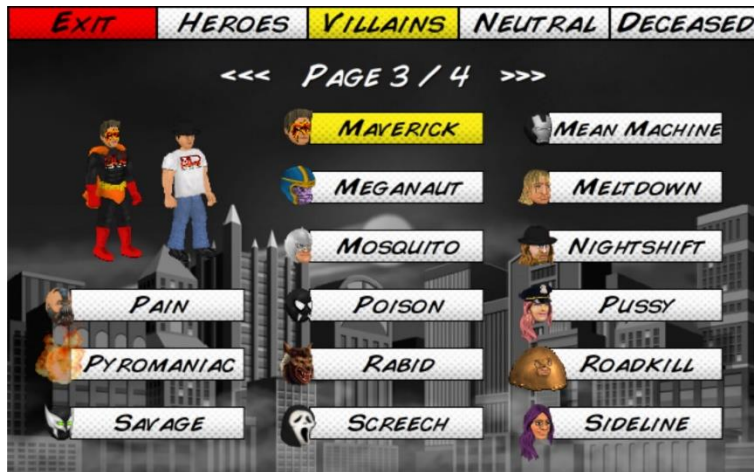 EXIT HEROES VILLAINS NEUTRAL DECEASED
<<< PAGE 3 / 4 >>>
MAVERICK MEAN MACHINE
MEGANAUT MELTDOWN
MOSQUITO NIGHTSHIFT
PAIN POISON PUSSY
PYROMANIAC RABID ROADKILL
SAVAGE SCREECH SIDELINE